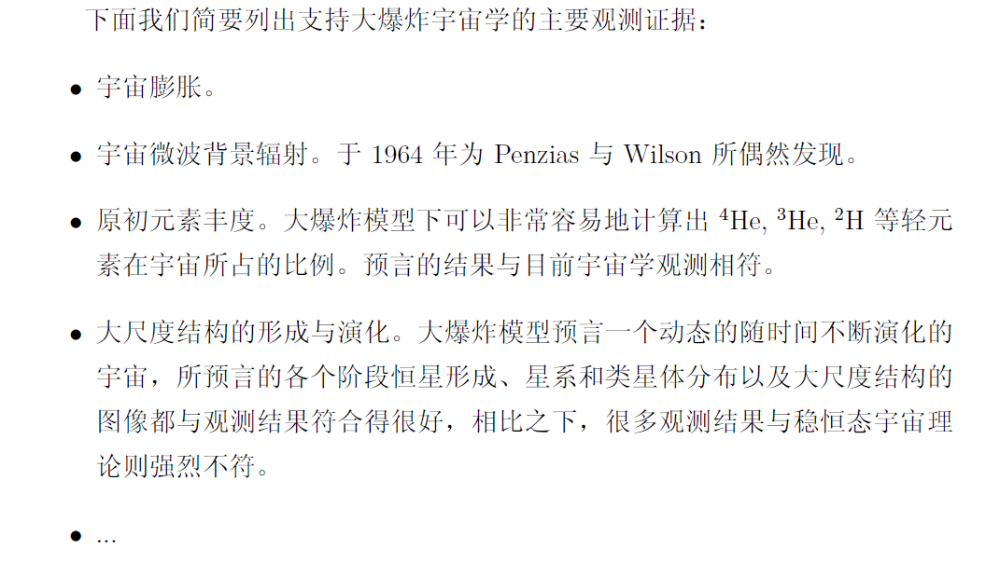 下面我们简要列出支持大爆炸宇宙学的主要观测证据：
• 宇宙膨胀。
• 宇宙微波背景辐射。于 1964 年为 Penzias 与 Wilson 所偶然发现。
• 原初元素丰度。大爆炸模型下可以非常容易地计算出 ⁴He, ³He, ²H 等轻元
素在宇宙所占的比例。预言的结果与目前宇宙学观测相符。
• 大尺度结构的形成与演化。大爆炸模型预言一个动态的随时间不断演化的
宇宙，所预言的各个阶段恒星形成、星系和类星体分布以及大尺度结构的
图像都与观测结果符合得很好，相比之下，很多观测结果与稳恒态宇宙理
论则强烈不符。
• ...